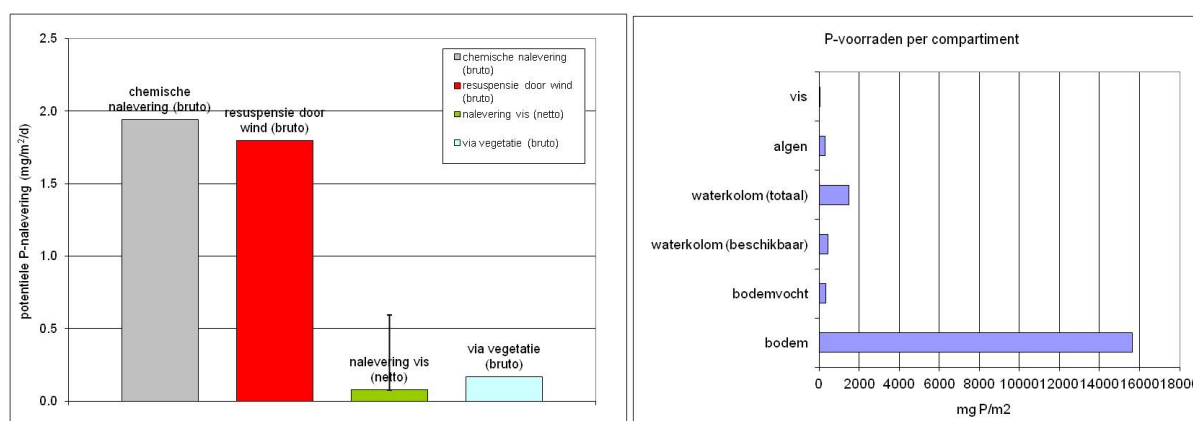 2.5
2.0
1.5
1.0
0.5
0.0
potentiele P-nalevering (mg/m²/d)
chemische
nalevering (bruto)
resuspensie door
wind (bruto)
nalevering vis
(netto)
via vegetatie
(bruto)
chemische nalevering
(bruto)
resuspensie door wind
(bruto)
nalevering vis (netto)
via vegetatie (bruto)
P-voorraden per compartiment
vis
algen
waterkolom (totaal)
waterkolom (beschikbaar)
bodemvocht
bodem
0 2000 4000 6000 8000 10000 12000 14000 16000 18000
mg P/m2